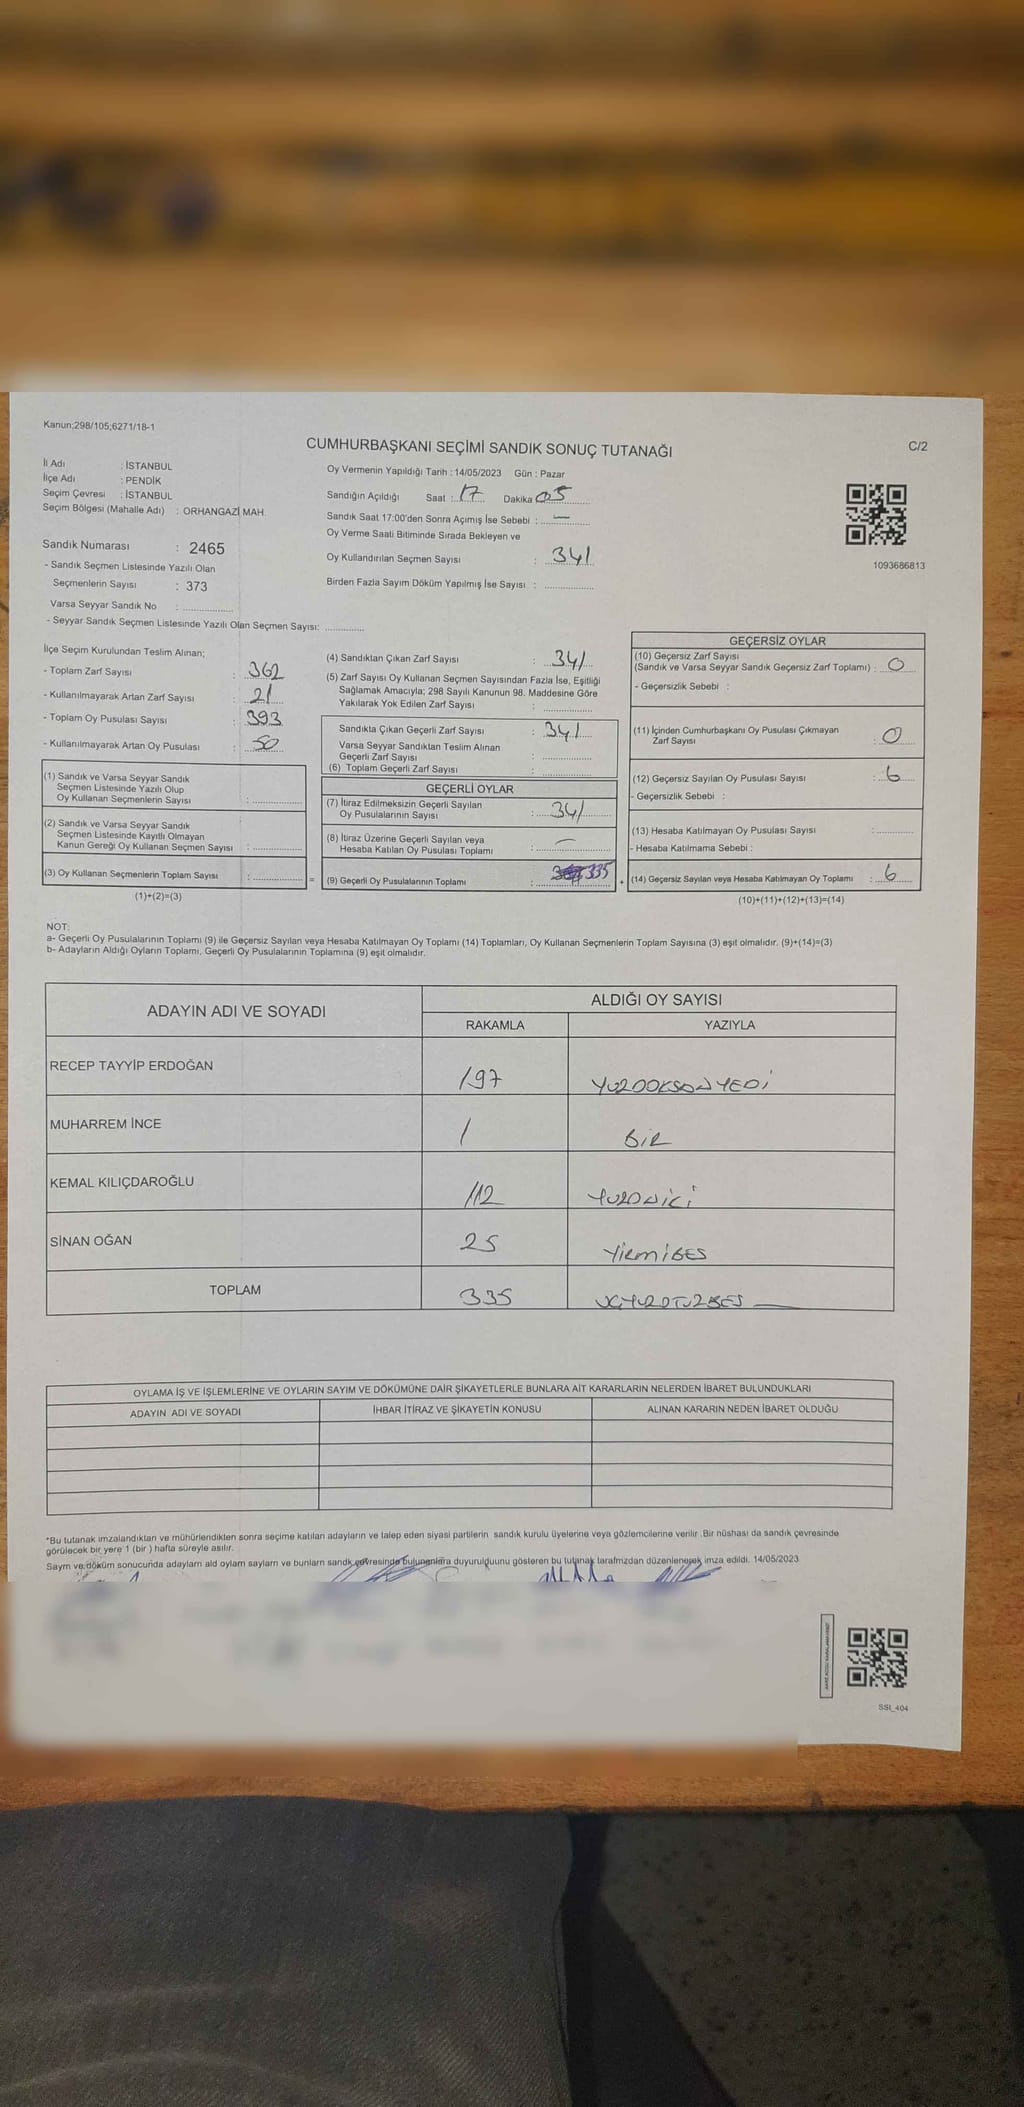 Kanun;298/105;6271/18-1
CUMHURBAŞKANI SEÇİMİ SANDIK SONUÇ TUTANAĞI
C/2
İl Adı : İSTANBUL
İlçe Adı : PENDİK
Seçim Çevresi : İSTANBUL
Seçim Bölgesi (Mahalle Adı) : ORHANGAZİ MAH.
Sandık Numarası : 2465
- Sandık Seçmen Listesinde Yazılı Olan
Seçmenlerin Sayısı : 373
Varsa Seyyar Sandık No :
- Seyyar Sandık Seçmen Listesinde Yazılı Olan Seçmen Sayısı:
Oy Vermenin Yapıldığı Tarih : 14/05/2023 Gün : Pazar
Sandığın Açıldığı Saat : 17 Dakika 05
Sandık Saat 17:00'den Sonra Açımış İse Sebebi : —
Oy Verme Saati Bitiminde Sırada Bekleyen ve
Oy Kullandırılan Seçmen Sayısı : 341
Birden Fazla Sayım Döküm Yapılmış İse Sayısı :
1093686813
İlçe Seçim Kurulundan Teslim Alınan;
- Toplam Zarf Sayısı : 362
- Kullanılmayarak Artan Zarf Sayısı : 21
- Toplam Oy Pusulası Sayısı : 393
- Kullanılmayarak Artan Oy Pusulası : 50
(1) Sandık ve Varsa Seyyar Sandık
Seçmen Listesinde Yazılı Olup
Oy Kullanan Seçmenlerin Sayısı :
(2) Sandık ve Varsa Seyyar Sandık
Seçmen Listesinde Kayıtlı Olmayan
Kanun Gereği Oy Kullanan Seçmen Sayısı :
(3) Oy Kullanan Seçmenlerin Toplam Sayısı : =
(1)+(2)=(3)
(4) Sandıktan Çıkan Zarf Sayısı : 341
(5) Zarf Sayısı Oy Kullanan Seçmen Sayısından Fazla İse, Eşitliği
Sağlamak Amacıyla; 298 Sayılı Kanunun 98. Maddesine Göre
Yakılarak Yok Edilen Zarf Sayısı :
Sandıkta Çıkan Geçerli Zarf Sayısı : 341
Varsa Seyyar Sandıktan Teslim Alınan
Geçerli Zarf Sayısı :
(6) Toplam Geçerli Zarf Sayısı :
GEÇERLİ OYLAR
(7) İtiraz Edilmeksizin Geçerli Sayılan
Oy Pusulalarının Sayısı : 341
(8) İtiraz Üzerine Geçerli Sayılan veya
Hesaba Katılan Oy Pusulası Toplamı : —
(9) Geçerli Oy Pusulalarının Toplamı : 335 +
GEÇERSİZ OYLAR
(10) Geçersiz Zarf Sayısı
(Sandık ve Varsa Seyyar Sandık Geçersiz Zarf Toplamı) : 0
- Geçersizlik Sebebi :
(11) İçinden Cumhurbaşkanı Oy Pusulası Çıkmayan
Zarf Sayısı : 0
(12) Geçersiz Sayılan Oy Pusulası Sayısı : 6
- Geçersizlik Sebebi :
(13) Hesaba Katılmayan Oy Pusulası Sayısı :
- Hesaba Katılmama Sebebi :
(14) Geçersiz Sayılan veya Hesaba Katılmayan Oy Toplamı : 6
(10)+(11)+(12)+(13)=(14)
NOT:
a- Geçerli Oy Pusulalarının Toplamı (9) ile Geçersiz Sayılan veya Hesaba Katılmayan Oy Toplamı (14) Toplamları, Oy Kullanan Seçmenlerin Toplam Sayısına (3) eşit olmalıdır. (9)+(14)=(3)
b- Adayların Aldığı Oyların Toplamı, Geçerli Oy Pusulalarının Toplamına (9) eşit olmalıdır.
ADAYIN ADI VE SOYADI
ALDIĞI OY SAYISI
RAKAMLA YAZIYLA
RECEP TAYYİP ERDOĞAN 197 YUZDOKSANYEDİ
MUHARREM İNCE 1 BİR
KEMAL KILIÇDAROĞLU 112 YUZONİKİ
SİNAN OĞAN 25 YİRMİBES
TOPLAM 335 UCYUZOTUZBES
OYLAMA İŞ VE İŞLEMLERİNE VE OYLARIN SAYIM VE DÖKÜMÜNE DAİR ŞİKAYETLERLE BUNLARA AİT KARARLARIN NELERDEN İBARET BULUNDUKLARI
ADAYIN ADI VE SOYADI İHBAR İTİRAZ VE ŞİKAYETİN KONUSU ALINAN KARARIN NEDEN İBARET OLDUĞU
*Bu tutanak imzalandıktan ve mühürlendikten sonra seçime katılan adayların ve talep eden siyasi partilerin sandık kurulu üyelerine veya gözlemcilerine verilir .Bir nüshası da sandık çevresinde
görülecek bir yere 1 (bir ) hafta süreyle asılır.
Sayım ve döküm sonucunda adayların aldı oyların sayıların ve bunların sandk çevresinde bulunanlara duyurulduunu gösteren bu tutanak tarafmzdan düzenlenerek imza edildi. 14/05/2023
SSI_404